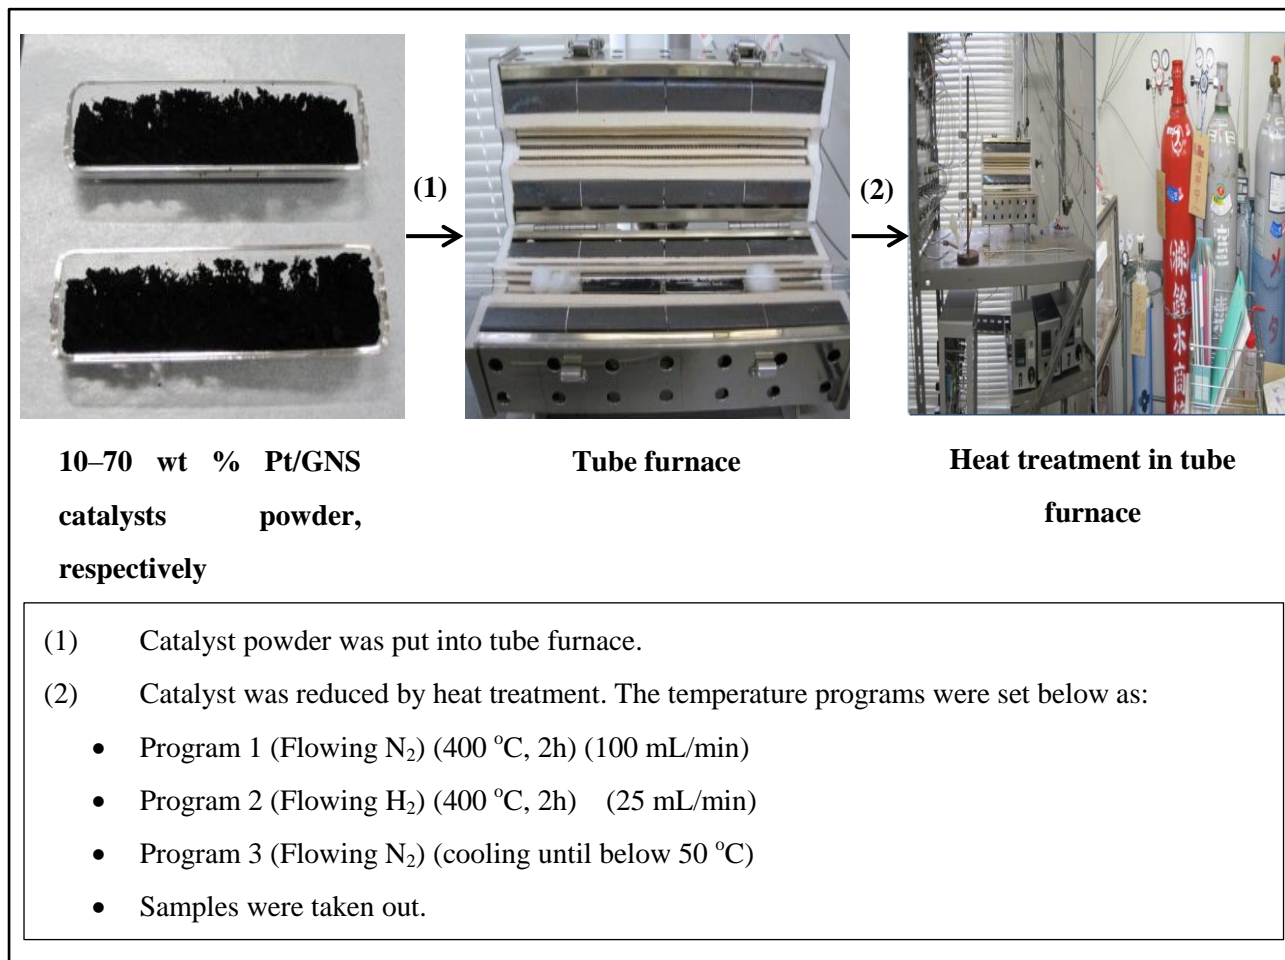 (1)
(2)
10–70 wt % Pt/GNS
catalysts powder,
respectively
Tube furnace
Heat treatment in tube
furnace
(1) Catalyst powder was put into tube furnace.
(2) Catalyst was reduced by heat treatment. The temperature programs were set below as:
• Program 1 (Flowing N₂) (400 °C, 2h) (100 mL/min)
• Program 2 (Flowing H₂) (400 °C, 2h) (25 mL/min)
• Program 3 (Flowing N₂) (cooling until below 50 °C)
• Samples were taken out.